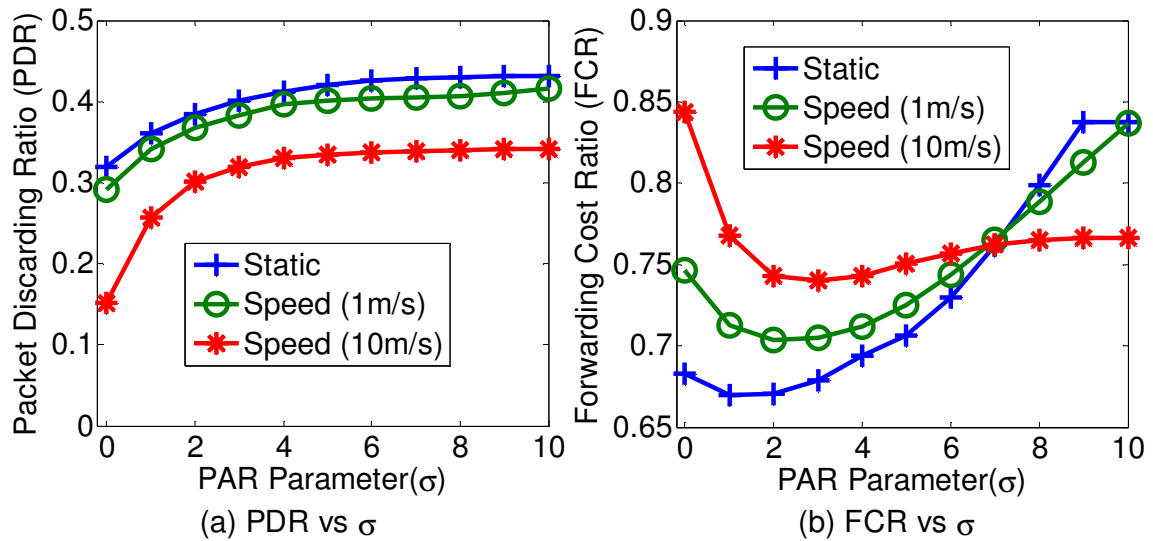 Packet Discarding Ratio (PDR)
0.5
0.4
0.3
0.2
0.1
0
Static
Speed (1m/s)
Speed (10m/s)
0 2 4 6 8 10
PAR Parameter(σ)
(a) PDR vs σ
Forwarding Cost Ratio (FCR)
0.9
0.85
0.8
0.75
0.7
0.65
Static
Speed (1m/s)
Speed (10m/s)
0 2 4 6 8 10
PAR Parameter(σ)
(b) FCR vs σ